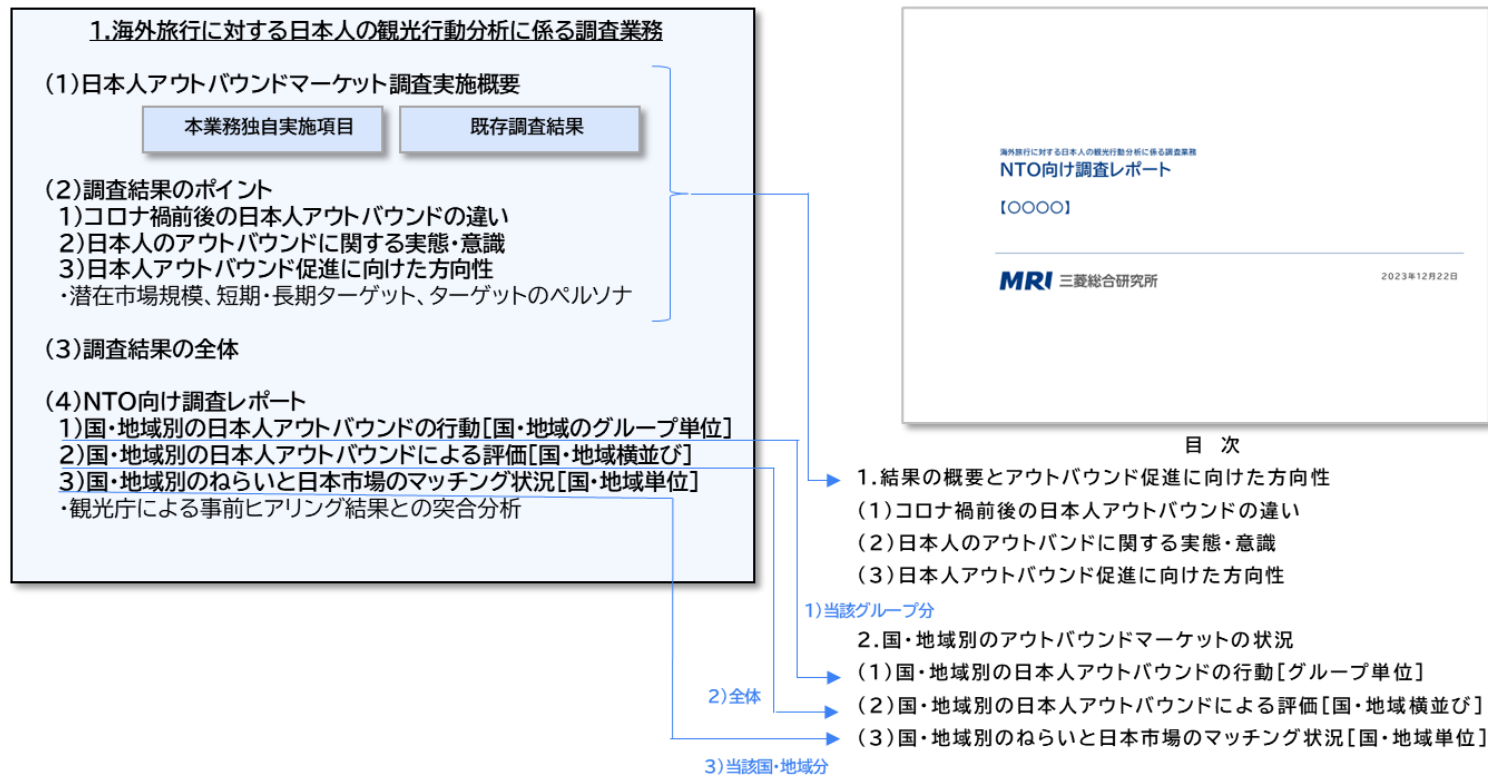 1.海外旅行に対する日本人の観光行動分析に係る調査業務
(1)日本人アウトバウンドマーケット調査実施概要
本業務独自実施項目
既存調査結果
(2)調査結果のポイント
1)コロナ禍前後の日本人アウトバウンドの違い
2)日本人のアウトバウンドに関する実態・意識
3)日本人アウトバウンド促進に向けた方向性
・潜在市場規模、短期・長期ターゲット、ターゲットのペルソナ
(3)調査結果の全体
(4)NTO向け調査レポート
1)国・地域別の日本人アウトバウンドの行動[国・地域のグループ単位]
2)国・地域別の日本人アウトバウンドによる評価[国・地域横並び]
3)国・地域別のねらいと日本市場のマッチング状況[国・地域単位]
・観光庁による事前ヒアリング結果との突合分析
海外旅行に対する日本人の観光行動分析に係る調査業務
NTO向け調査レポート
【〇〇〇〇】
MRI 三菱総合研究所
2023年12月22日
目 次
1.結果の概要とアウトバウンド促進に向けた方向性
(1)コロナ禍前後の日本人アウトバウンドの違い
(2)日本人のアウトバンドに関する実態・意識
(3)日本人アウトバウンド促進に向けた方向性
1)当該グループ分
2.国・地域別のアウトバウンドマーケットの状況
(1)国・地域別の日本人アウトバウンドの行動[グループ単位]
2)全体
(2)国・地域別の日本人アウトバウンドによる評価[国・地域横並び]
(3)国・地域別のねらいと日本市場のマッチング状況[国・地域単位]
3)当該国・地域分